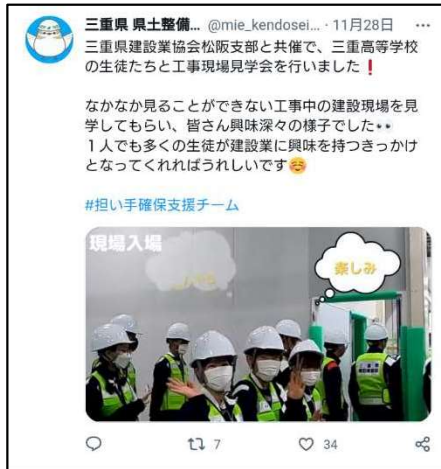 三重県 県土整備... @mie_kendosei... · 11月28日
三重県建設業協会松阪支部と共催で、三重高等学校
の生徒たちと工事現場見学会を行いました❗
なかなか見ることができない工事中の建設現場を見
学してもらい、皆さん興味深々の様子でした👀
１人でも多くの生徒が建設業に興味を持つきっかけ
となってくれればうれしいです☺️
#担い手確保支援チーム
現場入場
楽しみ
7
34